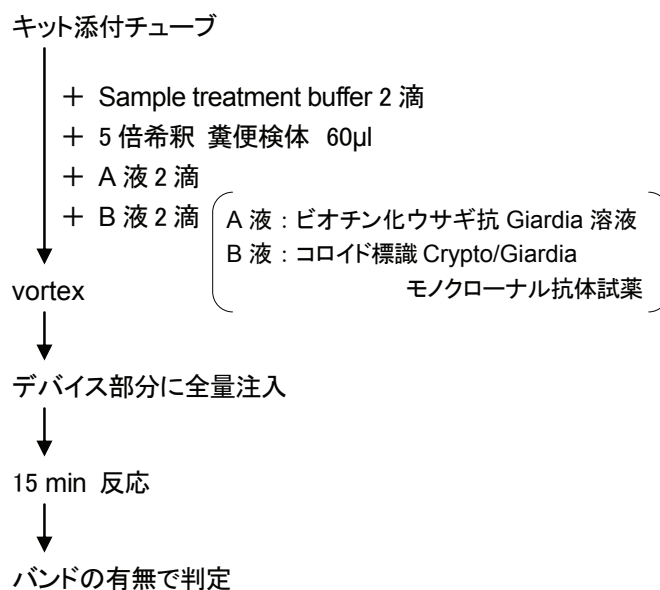 キット添付チューブ
＋ Sample treatment buffer 2 滴
＋ 5 倍希釈 糞便検体 60μl
＋ A 液 2 滴
＋ B 液 2 滴
A 液：ビオチン化ウサギ抗 Giardia 溶液
B 液：コロイド標識 Crypto/Giardia
モノクローナル抗体試薬
vortex
デバイス部分に全量注入
15 min 反応
バンドの有無で判定